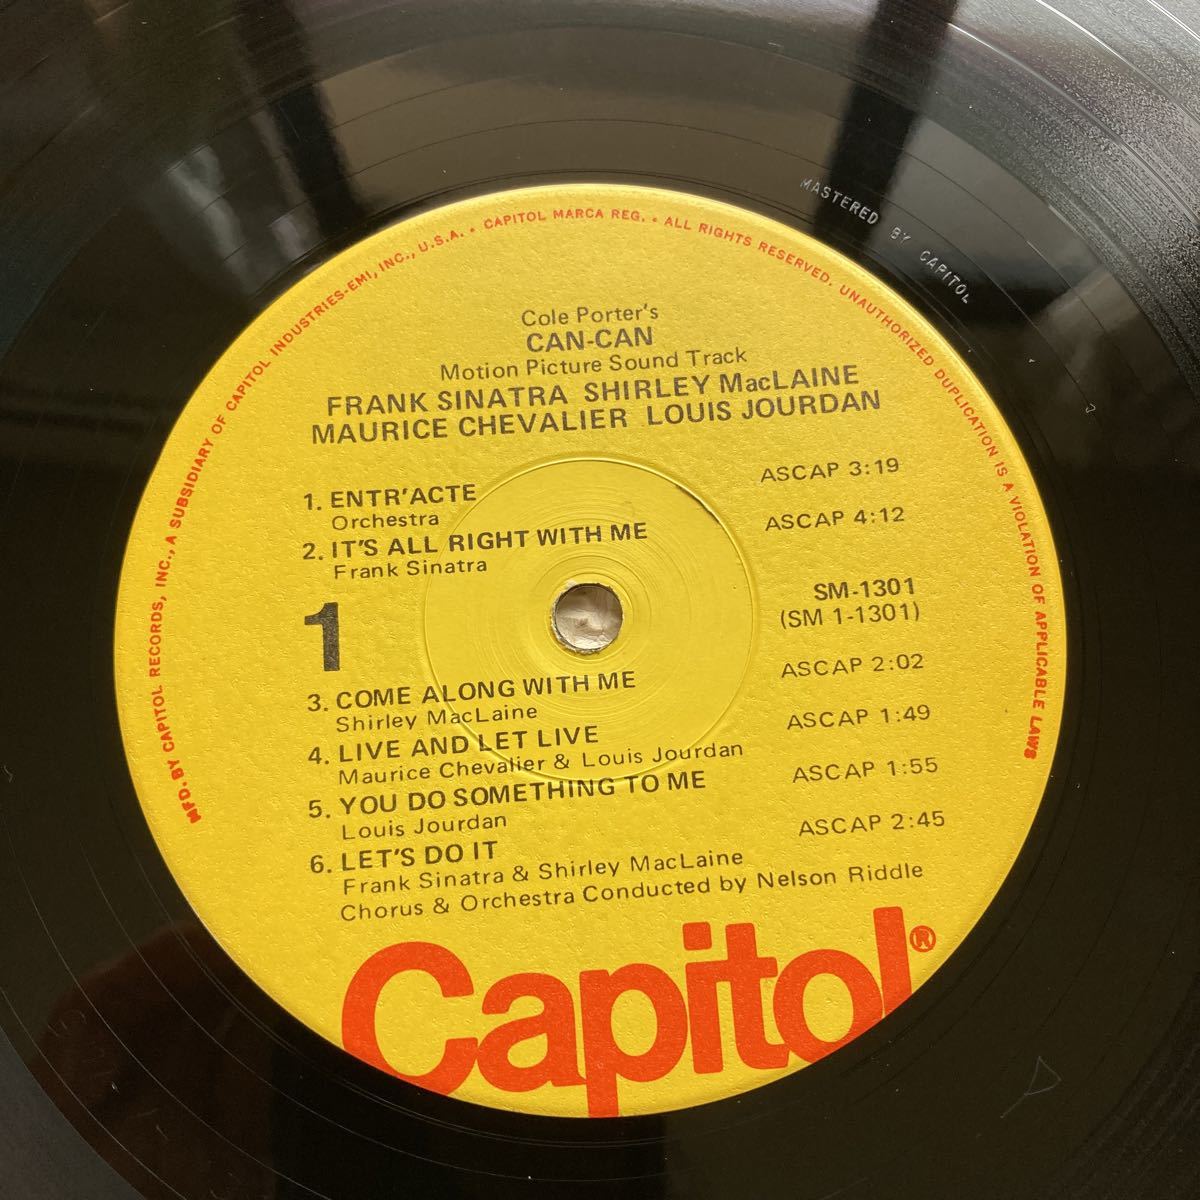 MASTERED BY CAPITOL
MFD. BY CAPITOL RECORDS, INC., A SUBSIDIARY OF CAPITOL INDUSTRIES-EMI, INC., U.S.A. • CAPITOL MARCA REG. • ALL RIGHTS RESERVED. UNAUTHORIZED DUPLICATION IS A VIOLATION OF APPLICABLE LAWS
Cole Porter's
CAN-CAN
Motion Picture Sound Track
FRANK SINATRA SHIRLEY MacLAINE
MAURICE CHEVALIER LOUIS JOURDAN
1. ENTR'ACTE ASCAP 3:19
Orchestra
2. IT'S ALL RIGHT WITH ME ASCAP 4:12
Frank Sinatra
SM-1301
1 (SM 1-1301)
3. COME ALONG WITH ME ASCAP 2:02
Shirley MacLaine
4. LIVE AND LET LIVE ASCAP 1:49
Maurice Chevalier & Louis Jourdan
5. YOU DO SOMETHING TO ME ASCAP 1:55
Louis Jourdan
6. LET'S DO IT ASCAP 2:45
Frank Sinatra & Shirley MacLaine
Chorus & Orchestra Conducted by Nelson Riddle
Capitol®